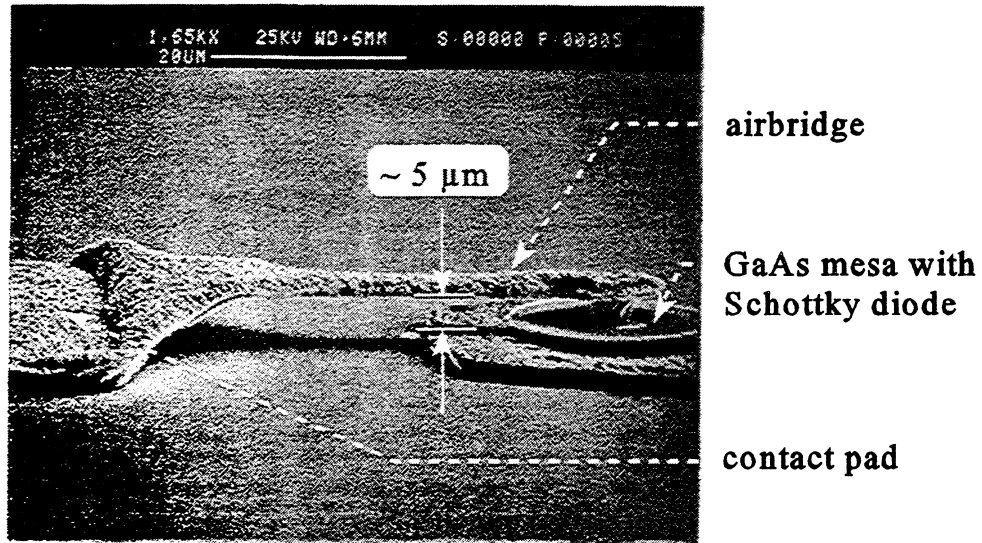 1.65KX 25KV WD:6MM S:00000 P:00005
20UM
~ 5 µm
airbridge
GaAs mesa with
Schottky diode
contact pad